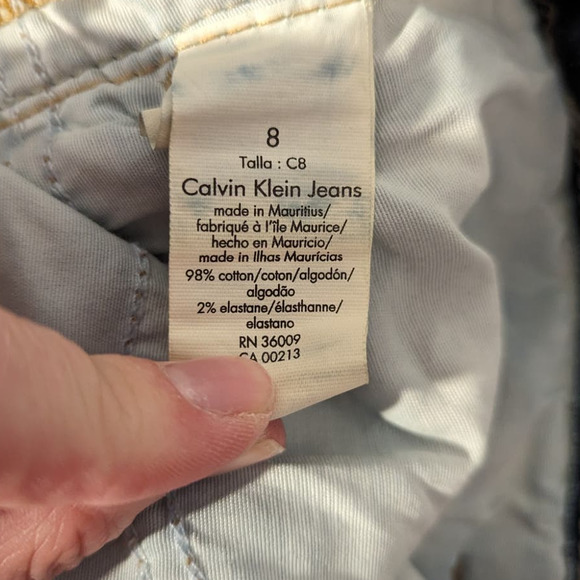 8
Talla : C8
Calvin Klein Jeans
made in Mauritius/
fabriqué à l'île Maurice/
hecho en Mauricio/
made in Ilhas Maurícias
98% cotton/coton/algodón/
algodão
2% elastane/élasthanne/
elastano
RN 36009
CA 00213